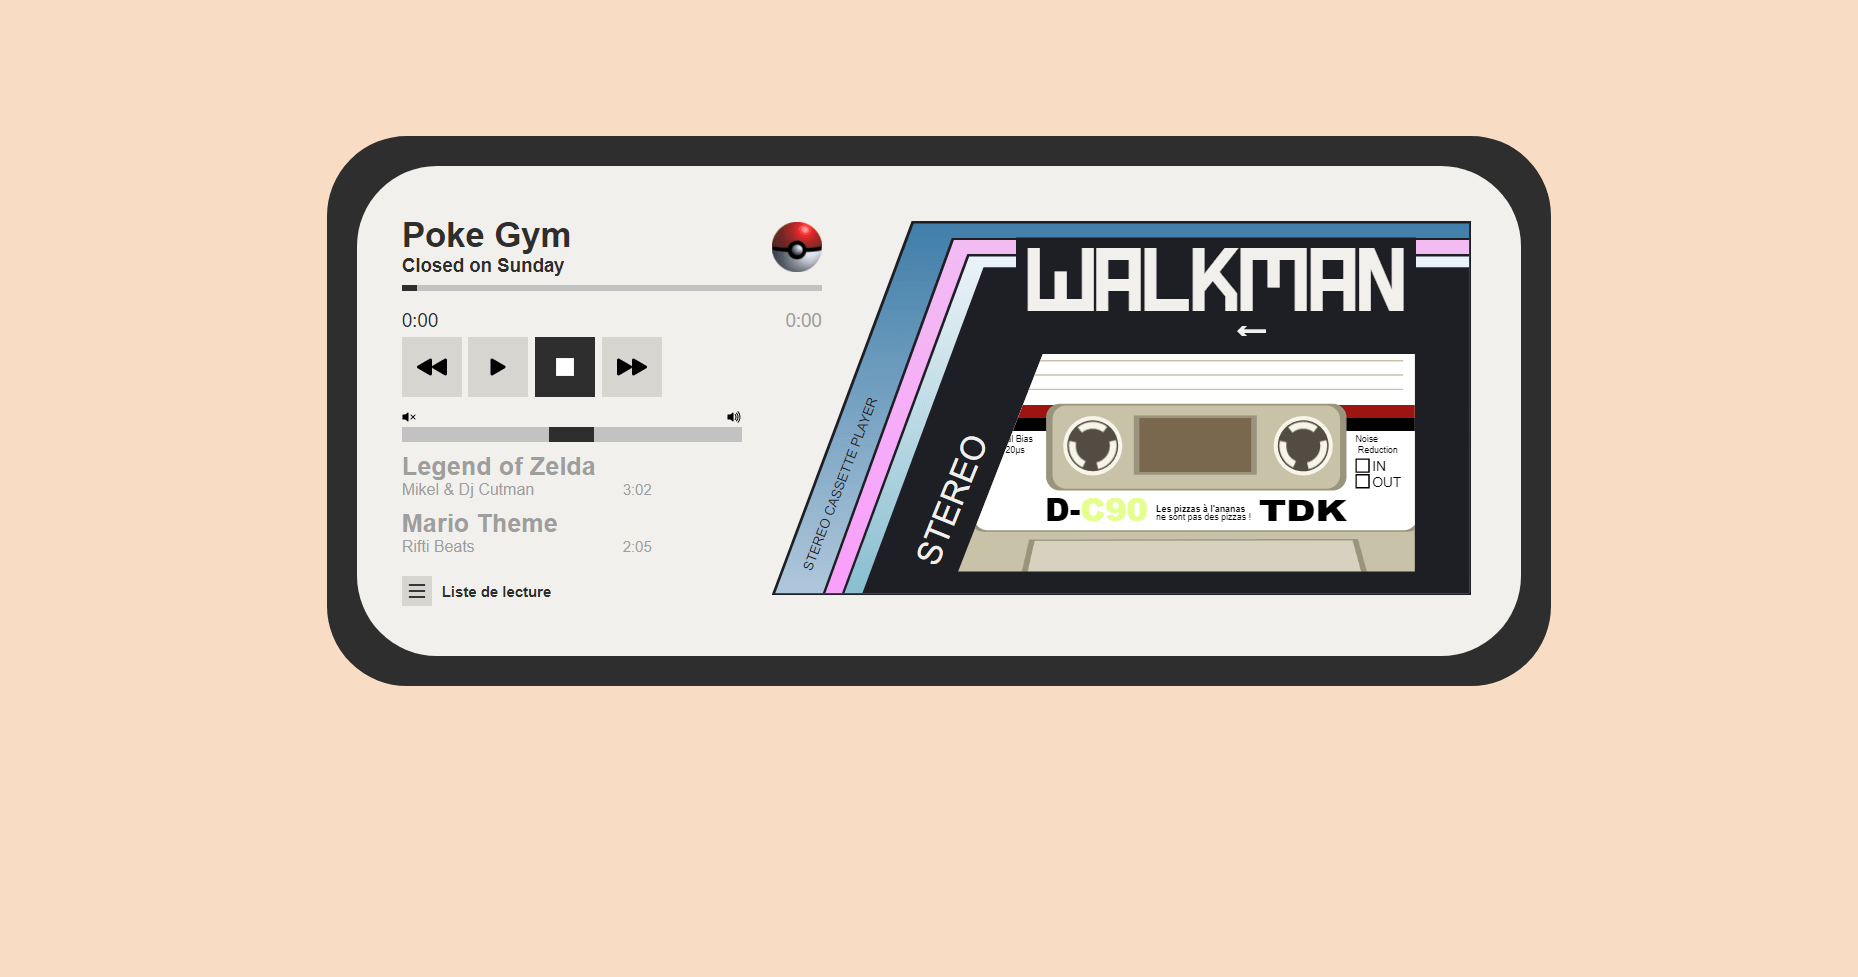 Poke Gym
Closed on Sunday
0:00
0:00
Legend of Zelda
Mikel & Dj Cutman
3:02
Mario Theme
Rifti Beats
2:05
Liste de lecture
WALKMAN
STEREO CASSETTE PLAYER
STEREO
Bias
20µs
Noise
Reduction
IN
OUT
D-C90
Les pizzas à l'ananas
ne sont pas des pizzas !
TDK